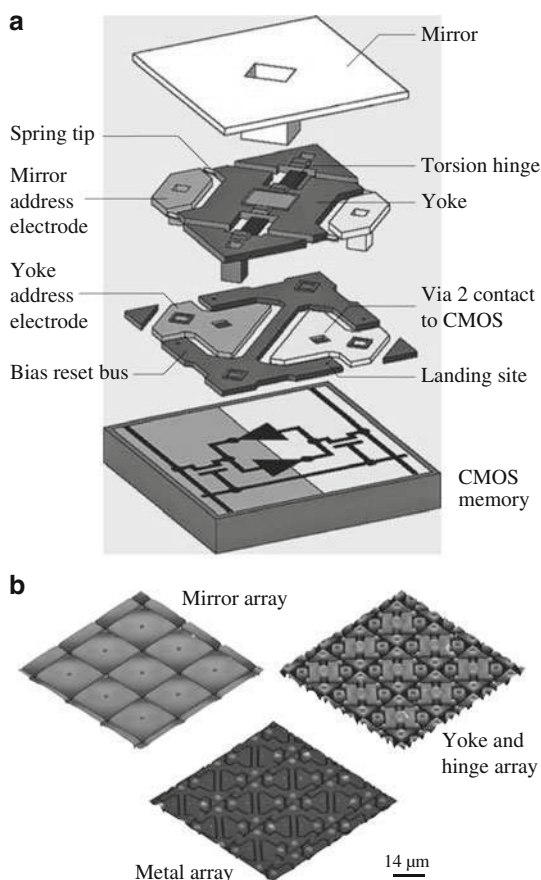 a
Mirror
Spring tip
Mirror
address
electrode
Torsion hinge
Yoke
Yoke
address
electrode
Via 2 contact
to CMOS
Bias reset bus
Landing site
CMOS
memory
b
Mirror array
Yoke and
hinge array
Metal array
14 µm